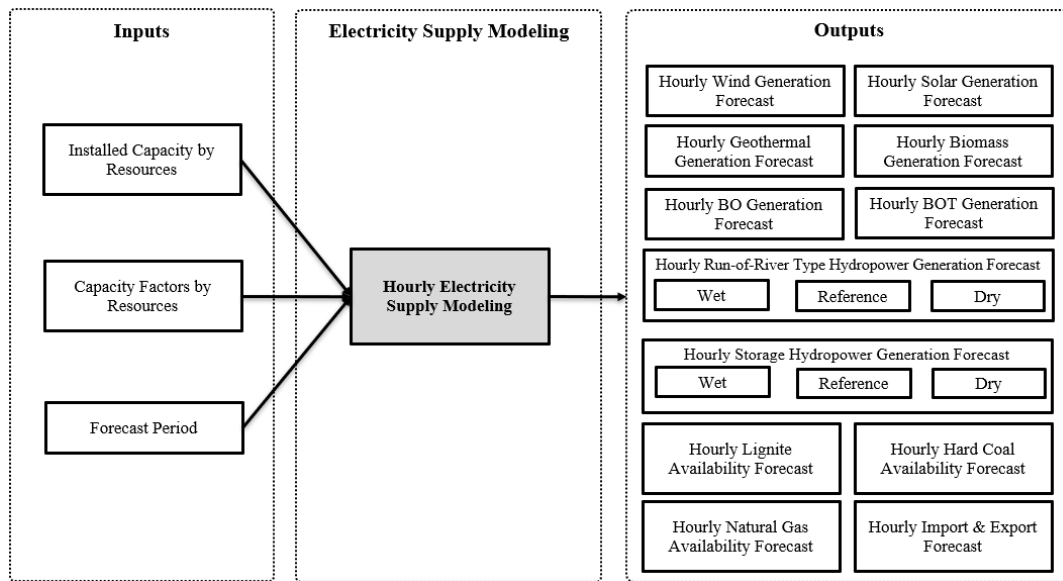 Inputs
Installed Capacity by
Resources
Capacity Factors by
Resources
Forecast Period
Electricity Supply Modeling
Hourly Electricity
Supply Modeling
Outputs
Hourly Wind Generation
Forecast
Hourly Solar Generation
Forecast
Hourly Geothermal
Generation Forecast
Hourly Biomass
Generation Forecast
Hourly BO Generation
Forecast
Hourly BOT Generation
Forecast
Hourly Run-of-River Type Hydropower Generation Forecast
Wet
Reference
Dry
Hourly Storage Hydropower Generation Forecast
Wet
Reference
Dry
Hourly Lignite
Availability Forecast
Hourly Hard Coal
Availability Forecast
Hourly Natural Gas
Availability Forecast
Hourly Import & Export
Forecast